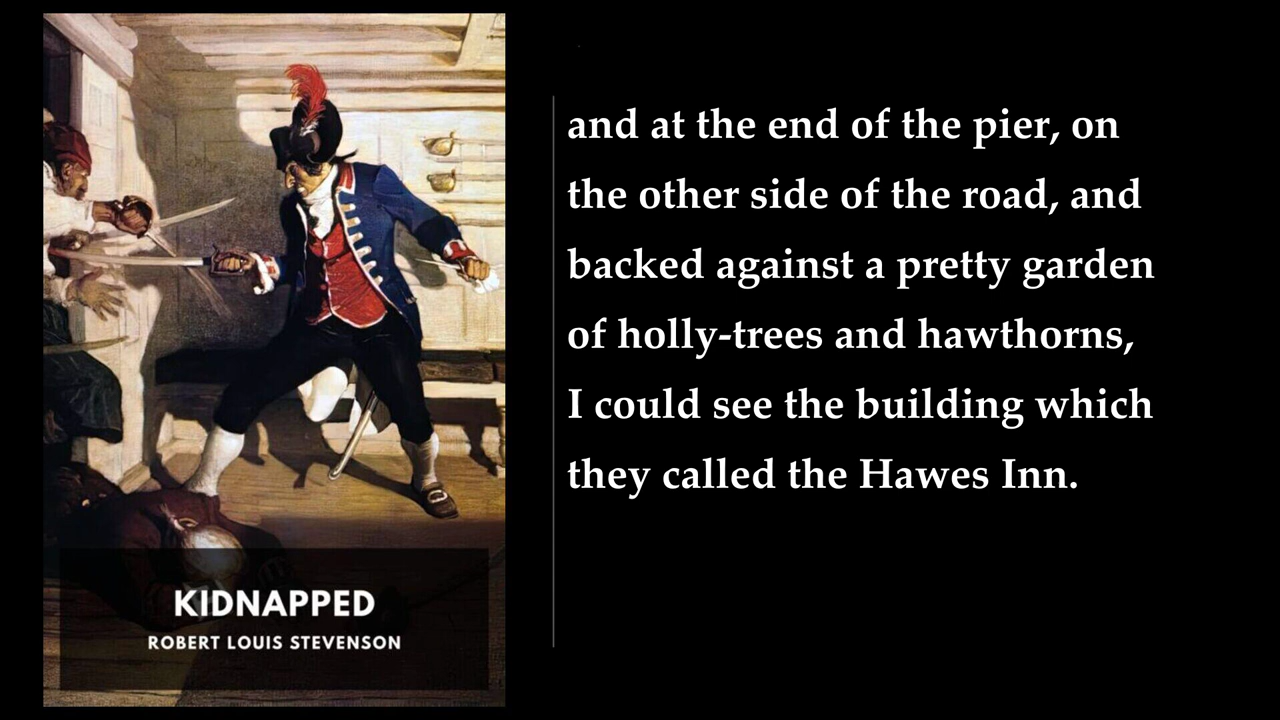 and at the end of the pier, on
the other side of the road, and
backed against a pretty garden
of holly-trees and hawthorns,
I could see the building which
they called the Hawes Inn.
KIDNAPPED
ROBERT LOUIS STEVENSON